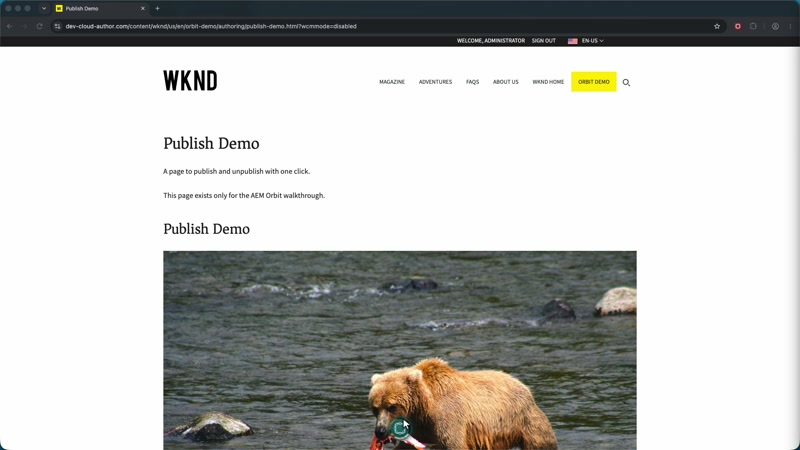 Publish Demo
dev-cloud-author.com/content/wknd/us/en/orbit-demo/authoring/publish-demo.html?wcmmode=disabled
WELCOME, ADMINISTRATOR SIGN OUT EN-US
WKND
MAGAZINE ADVENTURES FAQS ABOUT US WKND HOME ORBIT DEMO
Publish Demo
A page to publish and unpublish with one click.
This page exists only for the AEM Orbit walkthrough.
Publish Demo